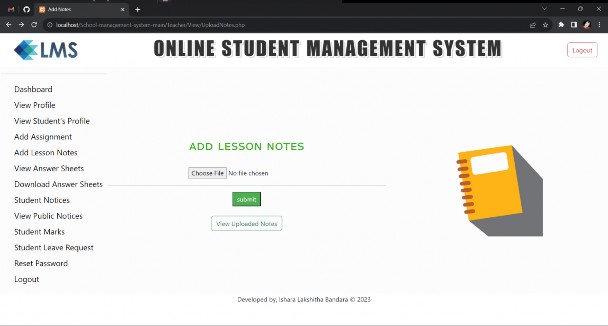 Add Notes
localhost/School-management-system-main/Teacher/View/UploadNotes.php
LMS
ONLINE STUDENT MANAGEMENT SYSTEM
Logout
Dashboard
View Profile
View Student's Profile
Add Assignment
Add Lesson Notes
View Answer Sheets
Download Answer Sheets
Student Notices
View Public Notices
Student Marks
Student Leave Request
Reset Password
Logout
ADD LESSON NOTES
Choose File No file chosen
submit
View Uploaded Notes
Developed by, Ishara Lakshitha Bandara © 2023